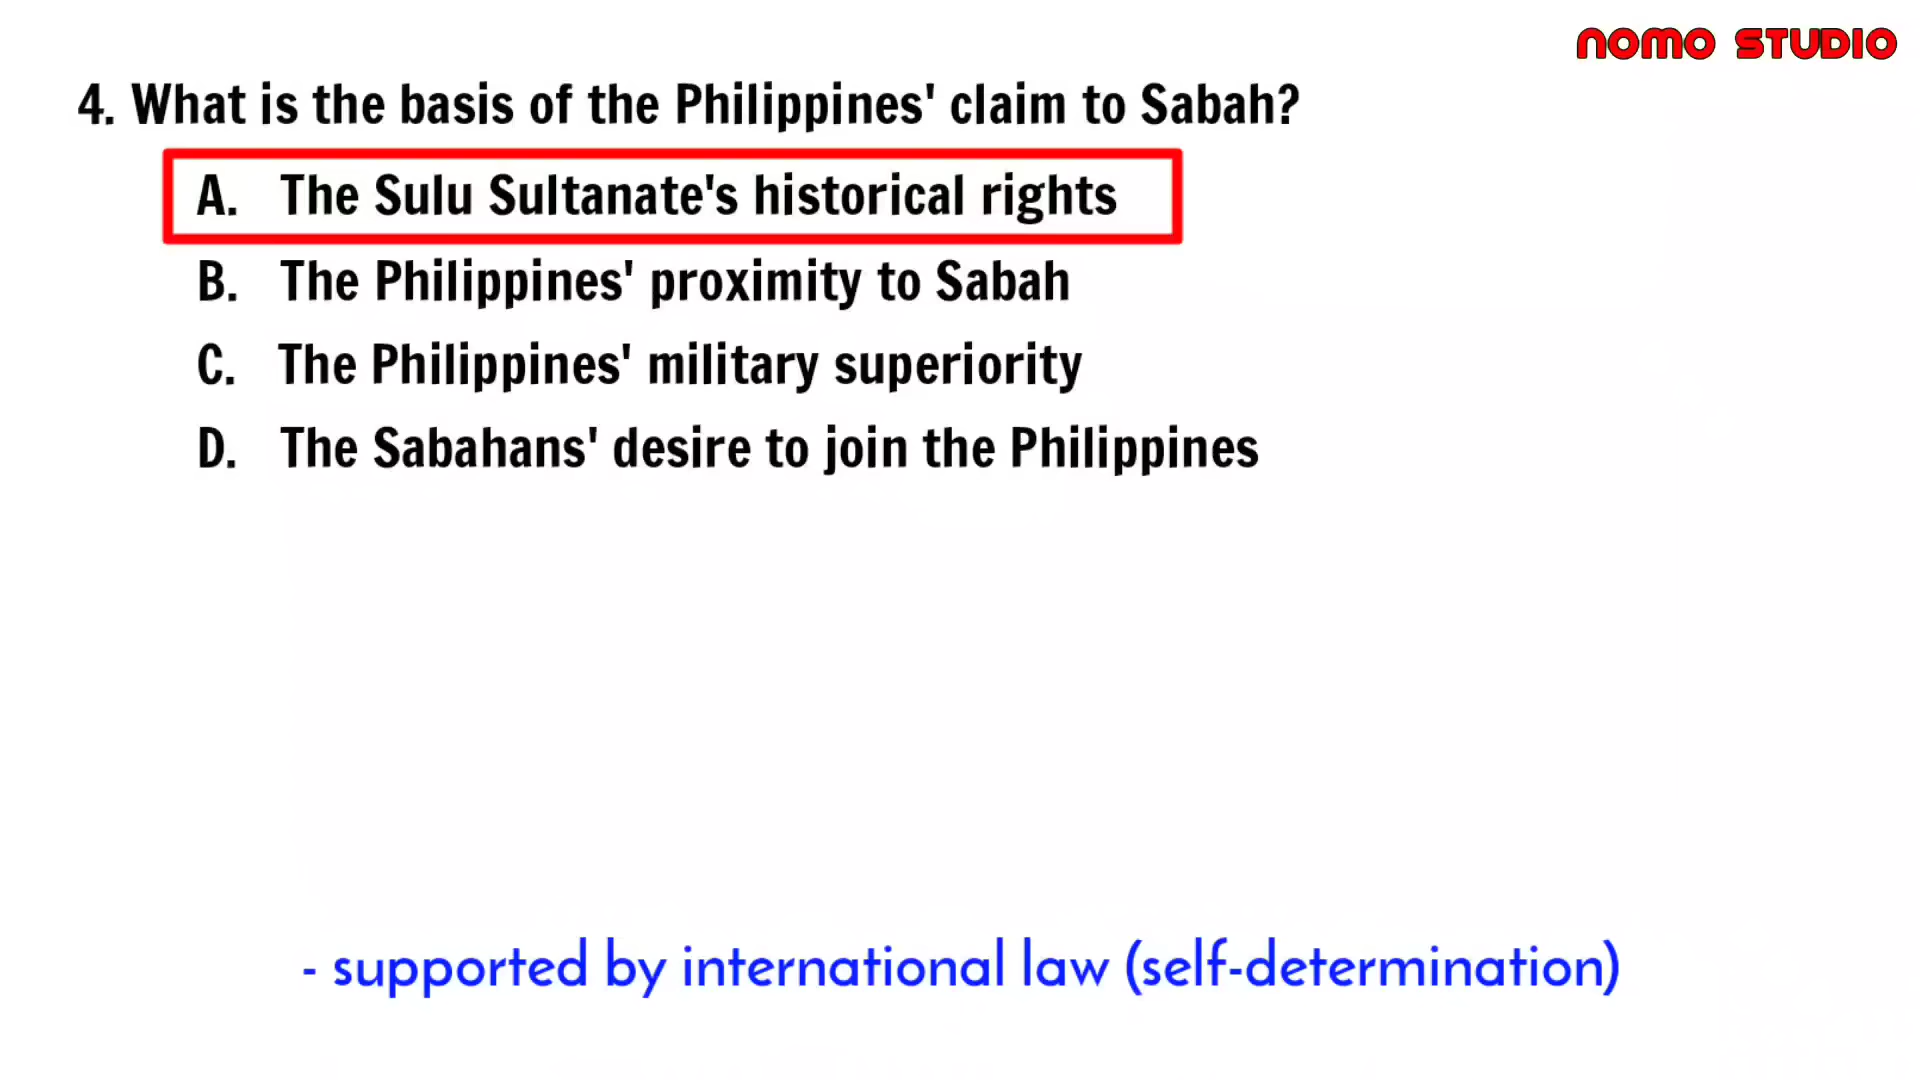 NOMO STUDIO
4. What is the basis of the Philippines' claim to Sabah?
A. The Sulu Sultanate's historical rights
B. The Philippines' proximity to Sabah
C. The Philippines' military superiority
D. The Sabahans' desire to join the Philippines
- supported by international law (self-determination)